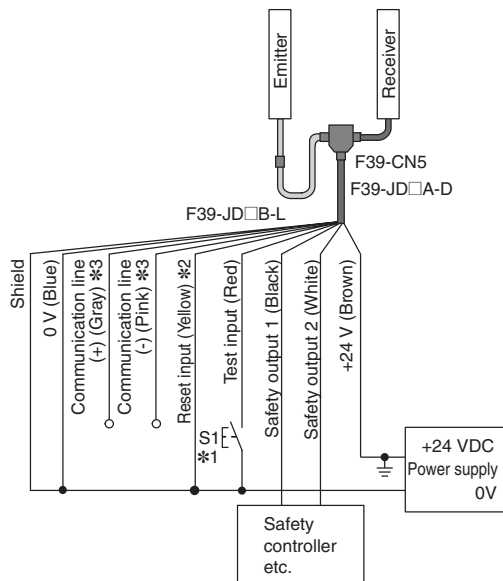 Emitter
Receiver
F39-CN5
F39-JD□A-D
F39-JD□B-L
Shield
0 V (Blue)
Communication line
(+) (Gray) *3
Communication line
(-) (Pink) *3
Reset input (Yellow) *2
Test input (Red)
Safety output 1 (Black)
Safety output 2 (White)
+24 V (Brown)
S1
*1
+24 VDC
Power supply
0V
Safety
controller
etc.